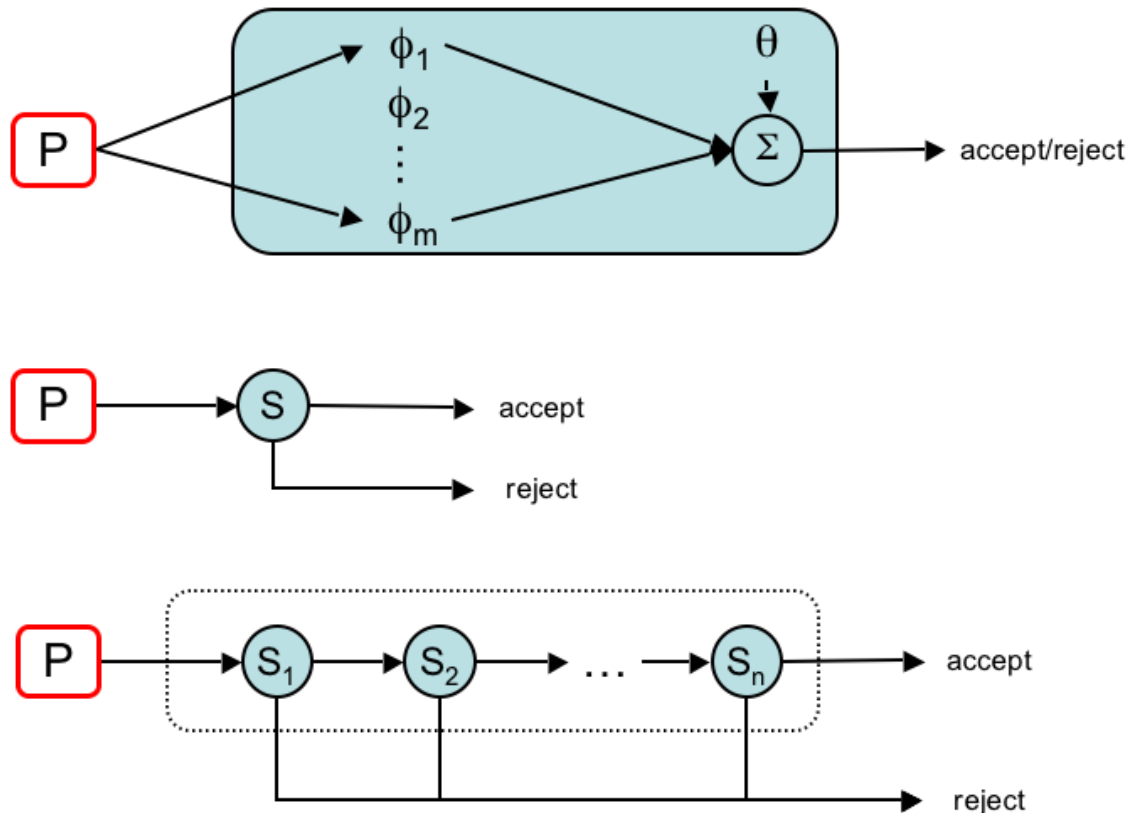 ϕ1 θ
P ϕ2 Σ accept/reject
⋮
ϕm
P S accept
reject
P S1 S2 ... Sn accept
reject